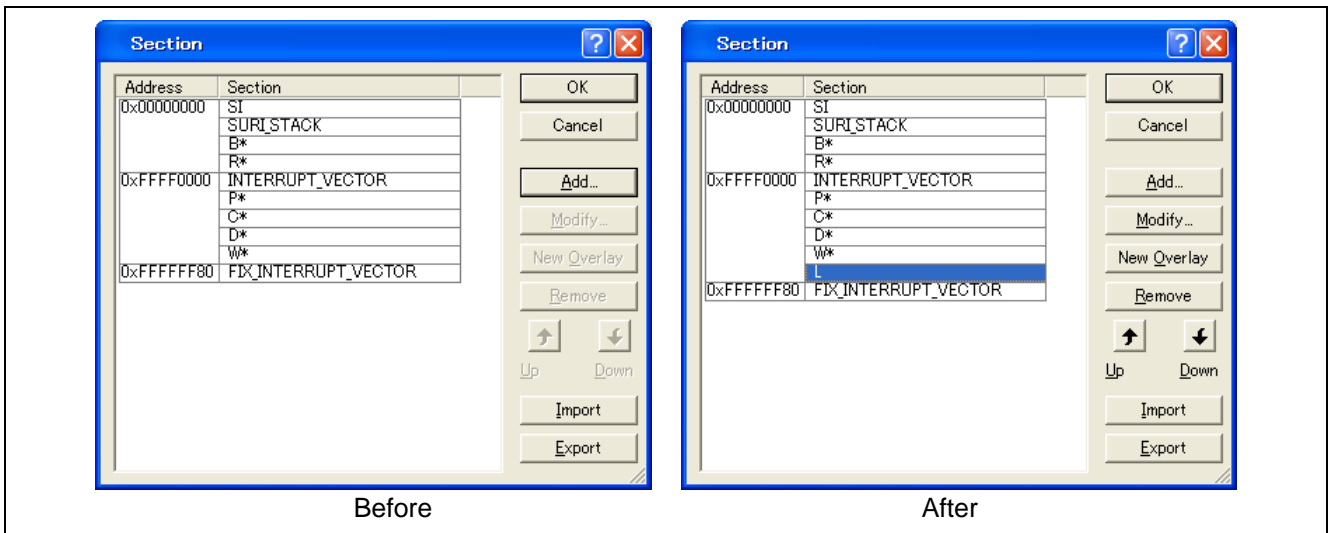 Section
Address Section
0x00000000 SI
SURI_STACK
B*
R*
0xFFFF0000 INTERRUPT_VECTOR
P*
C*
D*
W*
0xFFFFFF80 FIX_INTERRUPT_VECTOR
OK
Cancel
Add...
Modify...
New Overlay
Remove
Up Down
Import
Export
Before
Section
Address Section
0x00000000 SI
SURI_STACK
B*
R*
0xFFFF0000 INTERRUPT_VECTOR
P*
C*
D*
W*
L
0xFFFFFF80 FIX_INTERRUPT_VECTOR
OK
Cancel
Add...
Modify...
New Overlay
Remove
Up Down
Import
Export
After